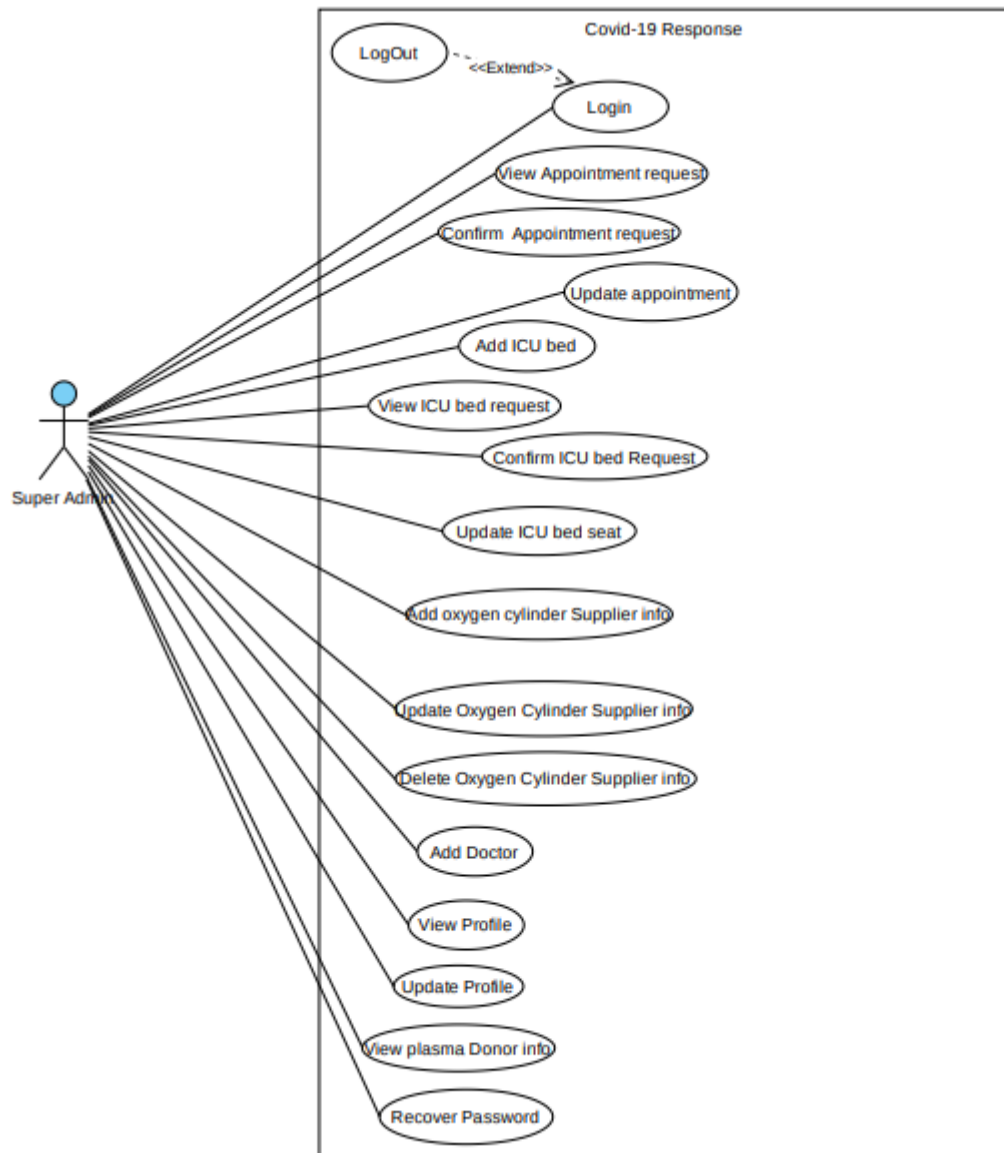 Covid-19 Response
LogOut
<<Extend>>
Login
View Appointment request
Confirm Appointment request
Update appointment
Add ICU bed
View ICU bed request
Confirm ICU bed Request
Super Admin
Update ICU bed seat
Add oxygen cylinder Supplier info
Update Oxygen Cylinder Supplier info
Delete Oxygen Cylinder Supplier info
Add Doctor
View Profile
Update Profile
View plasma Donor info
Recover Password